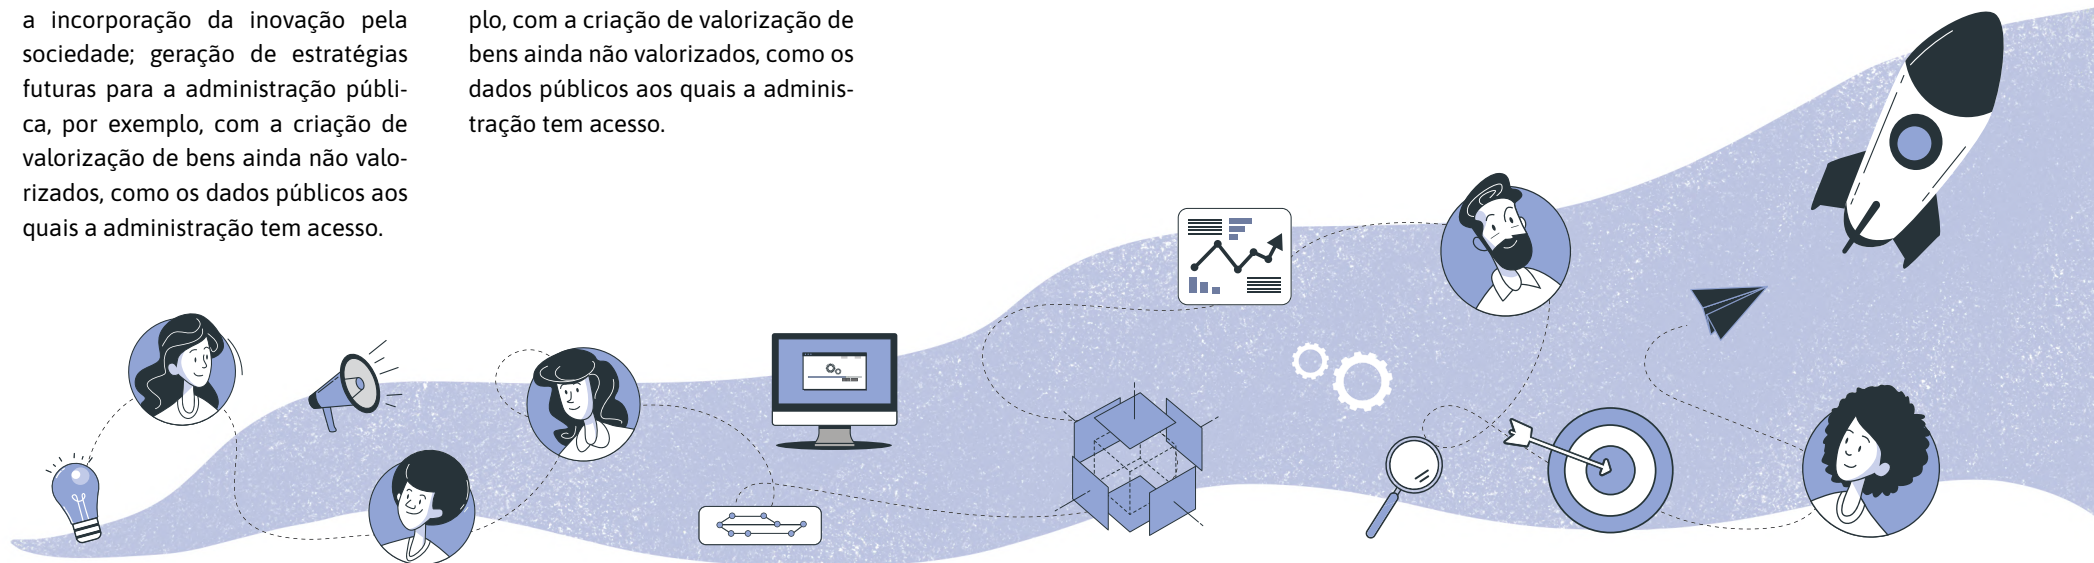 a incorporação da inovação pela
sociedade; geração de estratégias
futuras para a administração públi-
ca, por exemplo, com a criação de
valorização de bens ainda não valo-
rizados, como os dados públicos aos
quais a administração tem acesso.
plo, com a criação de valorização de
bens ainda não valorizados, como os
dados públicos aos quais a adminis-
tração tem acesso.